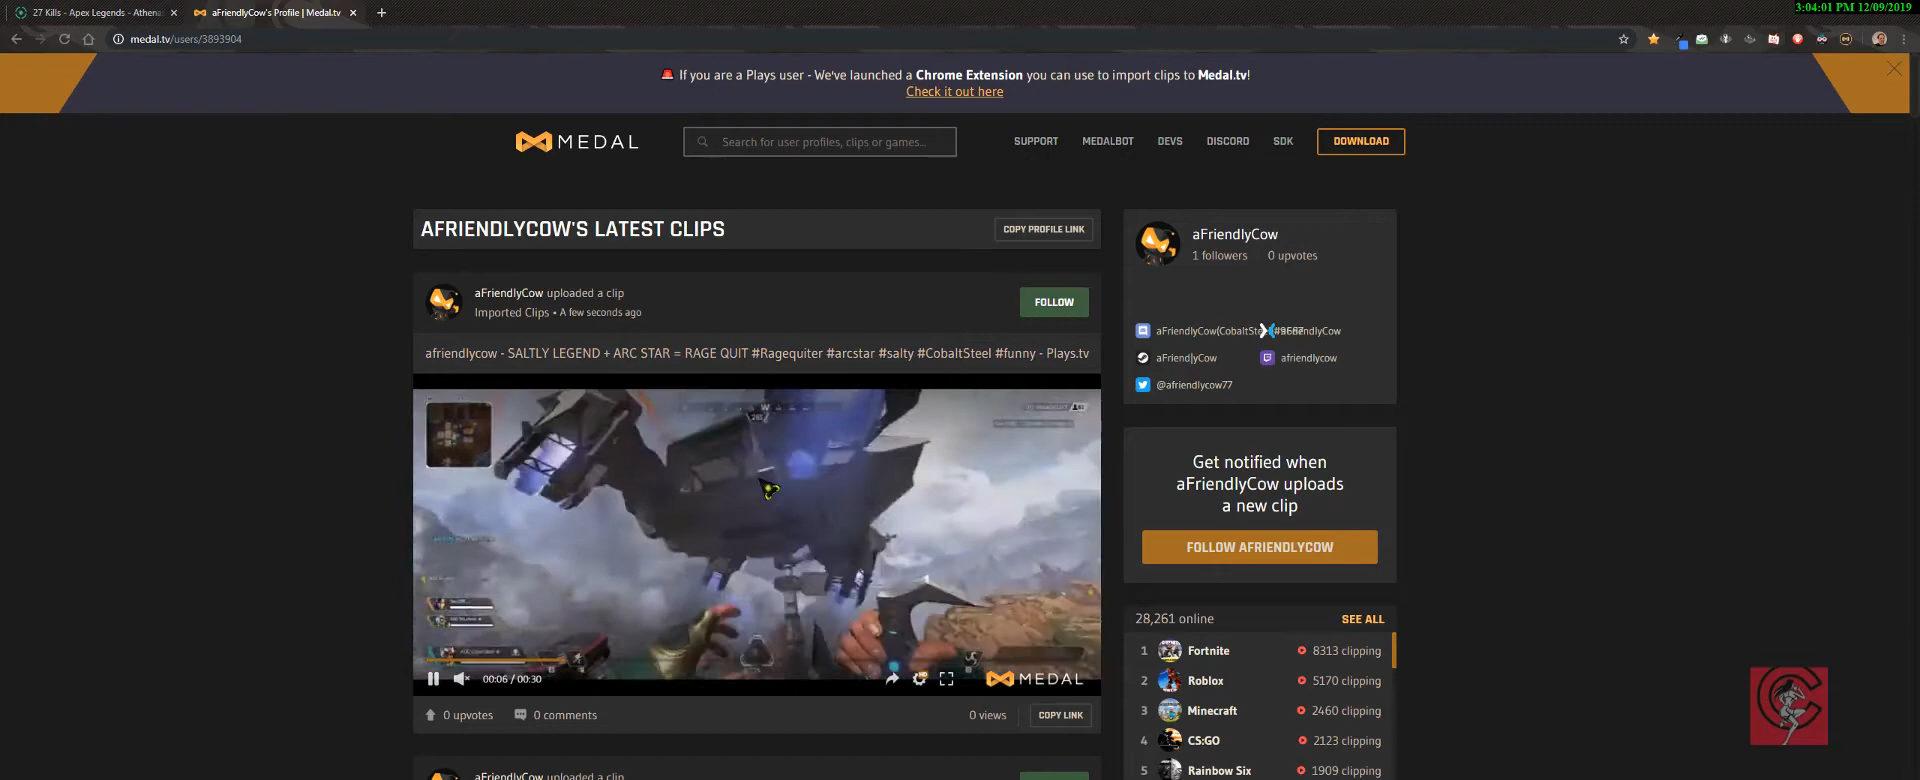 27 Kills - Apex Legends - Athena
aFriendlyCow's Profile | Medal.tv
3:04:01 PM 12/09/2019
medal.tv/users/3893904
If you are a Plays user - We've launched a Chrome Extension you can use to import clips to Medal.tv!
Check it out here
MEDAL
Search for user profiles, clips or games...
SUPPORT
MEDALBOT
DEVS
DISCORD
SDK
DOWNLOAD
AFRIENDLYCOW'S LATEST CLIPS
COPY PROFILE LINK
aFriendlyCow uploaded a clip
Imported Clips • A few seconds ago
FOLLOW
afriendlycow - SALTLY LEGEND + ARC STAR = RAGE QUIT #Ragequiter #arcstar #salty #CobaltSteel #funny - Plays.tv
W
00:06 / 00:30
MEDAL
0 upvotes
0 comments
0 views
COPY LINK
aFriendlyCow uploaded a clip
aFriendlyCow
1 followers
0 upvotes
aFriend|yCow
afriendlycow
@afriendlycow77
Get notified when
aFriendlyCow uploads
a new clip
FOLLOW AFRIENDLYCOW
28,261 online
SEE ALL
1 Fortnite 8313 clipping
2 Roblox 5170 clipping
3 Minecraft 2460 clipping
4 CS:GO 2123 clipping
5 Rainbow Six 1909 clipping